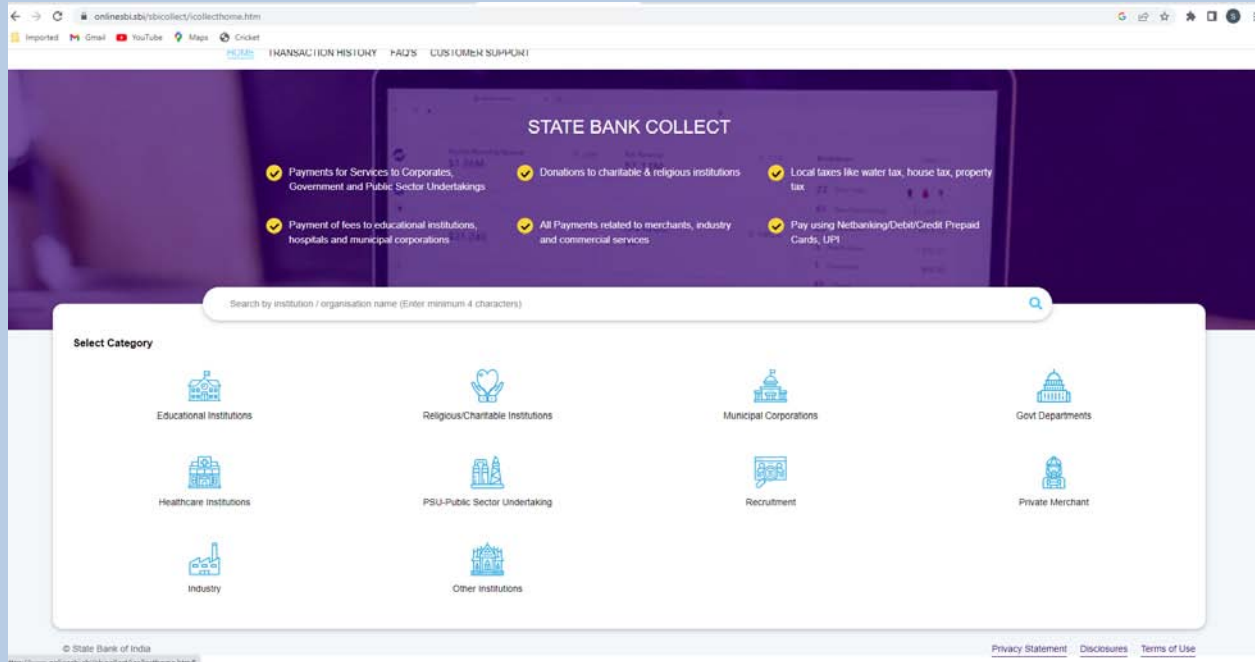 onlinesbi.sbi/sbicollect/icollecthome.htm
Imported Gmail YouTube Maps Cricket
HOME TRANSACTION HISTORY FAQ'S CUSTOMER SUPPORT
STATE BANK COLLECT
Payments for Services to Corporates,
Government and Public Sector Undertakings
Donations to charitable & religious institutions
Local taxes like water tax, house tax, property
tax
Payment of fees to educational institutions,
hospitals and municipal corporations
All Payments related to merchants, industry
and commercial services
Pay using Netbanking/Debit/Credit Prepaid
Cards, UPI
Search by institution / organisation name (Enter minimum 4 characters)
Select Category
Educational Institutions
Religious/Charitable Institutions
Municipal Corporations
Govt Departments
Healthcare Institutions
PSU-Public Sector Undertaking
Recruitment
Private Merchant
Industry
Other Institutions
© State Bank of India
Privacy Statement Disclosures Terms of Use